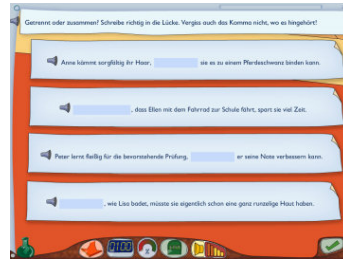 Getrennt oder zusammen? Schreibe richtig in die Lücke. Vergiss auch das Komma nicht, wo es hingehört!
Anne kämmt sorgfältig ihr Haar, sie es zu einem Pferdeschwanz binden kann.
, dass Ellen mit dem Fahrrad zur Schule fährt, spart sie viel Zeit.
Peter lernt fleißig für die bevorstehende Prüfung, er seine Note verbessern kann.
, wie Lisa badet, müsste sie eigentlich schon eine ganz runzelige Haut haben.